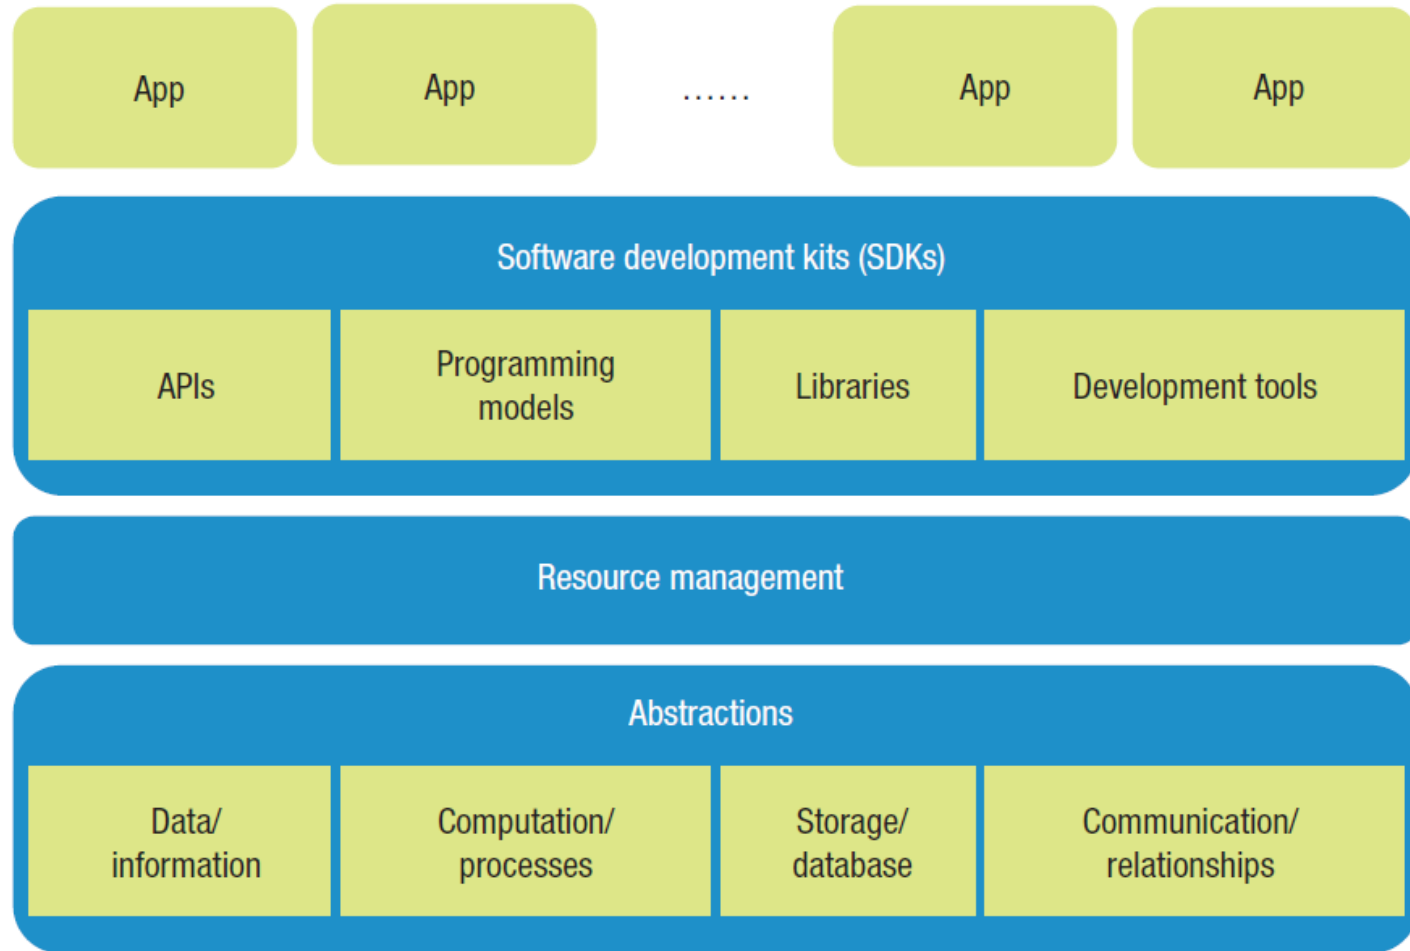 App
App
......
App
App
Software development kits (SDKs)
APIs
Programming
models
Libraries
Development tools
Resource management
Abstractions
Data/
information
Computation/
processes
Storage/
database
Communication/
relationships